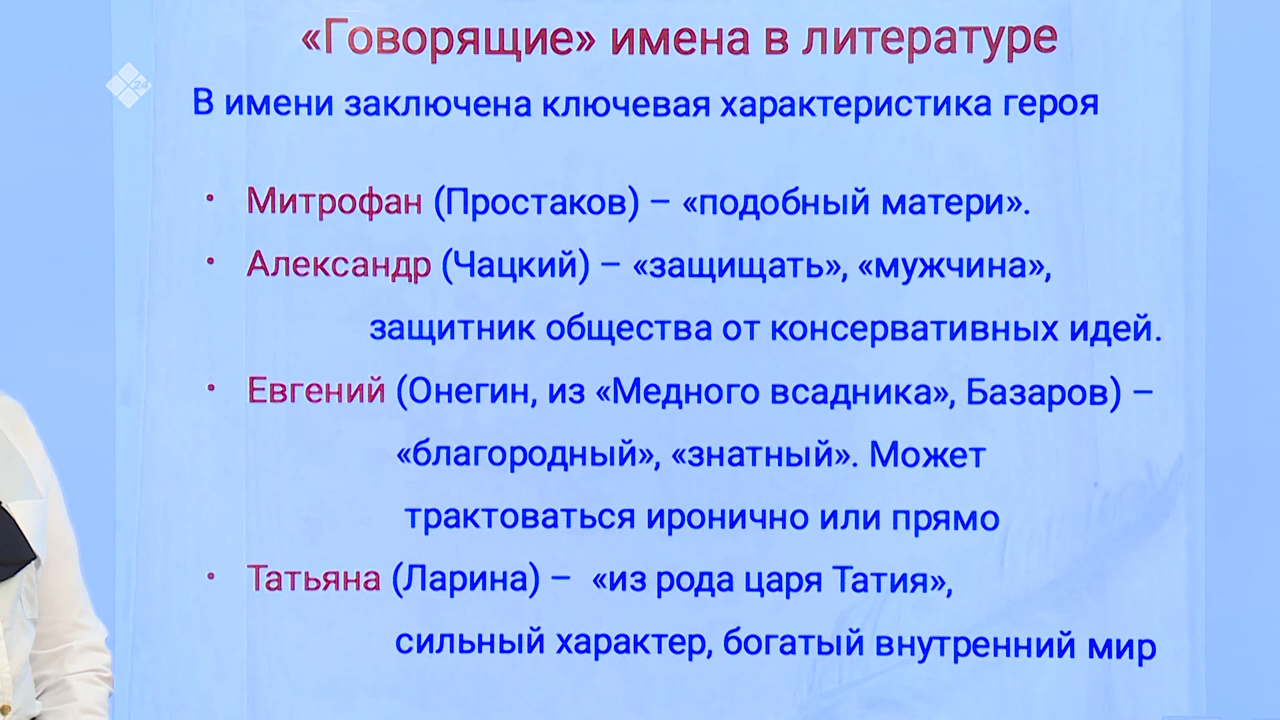 «Говорящие» имена в литературе
24
В имени заключена ключевая характеристика героя
• Митрофан (Простаков) – «подобный матери».
• Александр (Чацкий) – «защищать», «мужчина»,
защитник общества от консервативных идей.
• Евгений (Онегин, из «Медного всадника», Базаров) –
«благородный», «знатный». Может
трактоваться иронично или прямо
• Татьяна (Ларина) – «из рода царя Татия»,
сильный характер, богатый внутренний мир